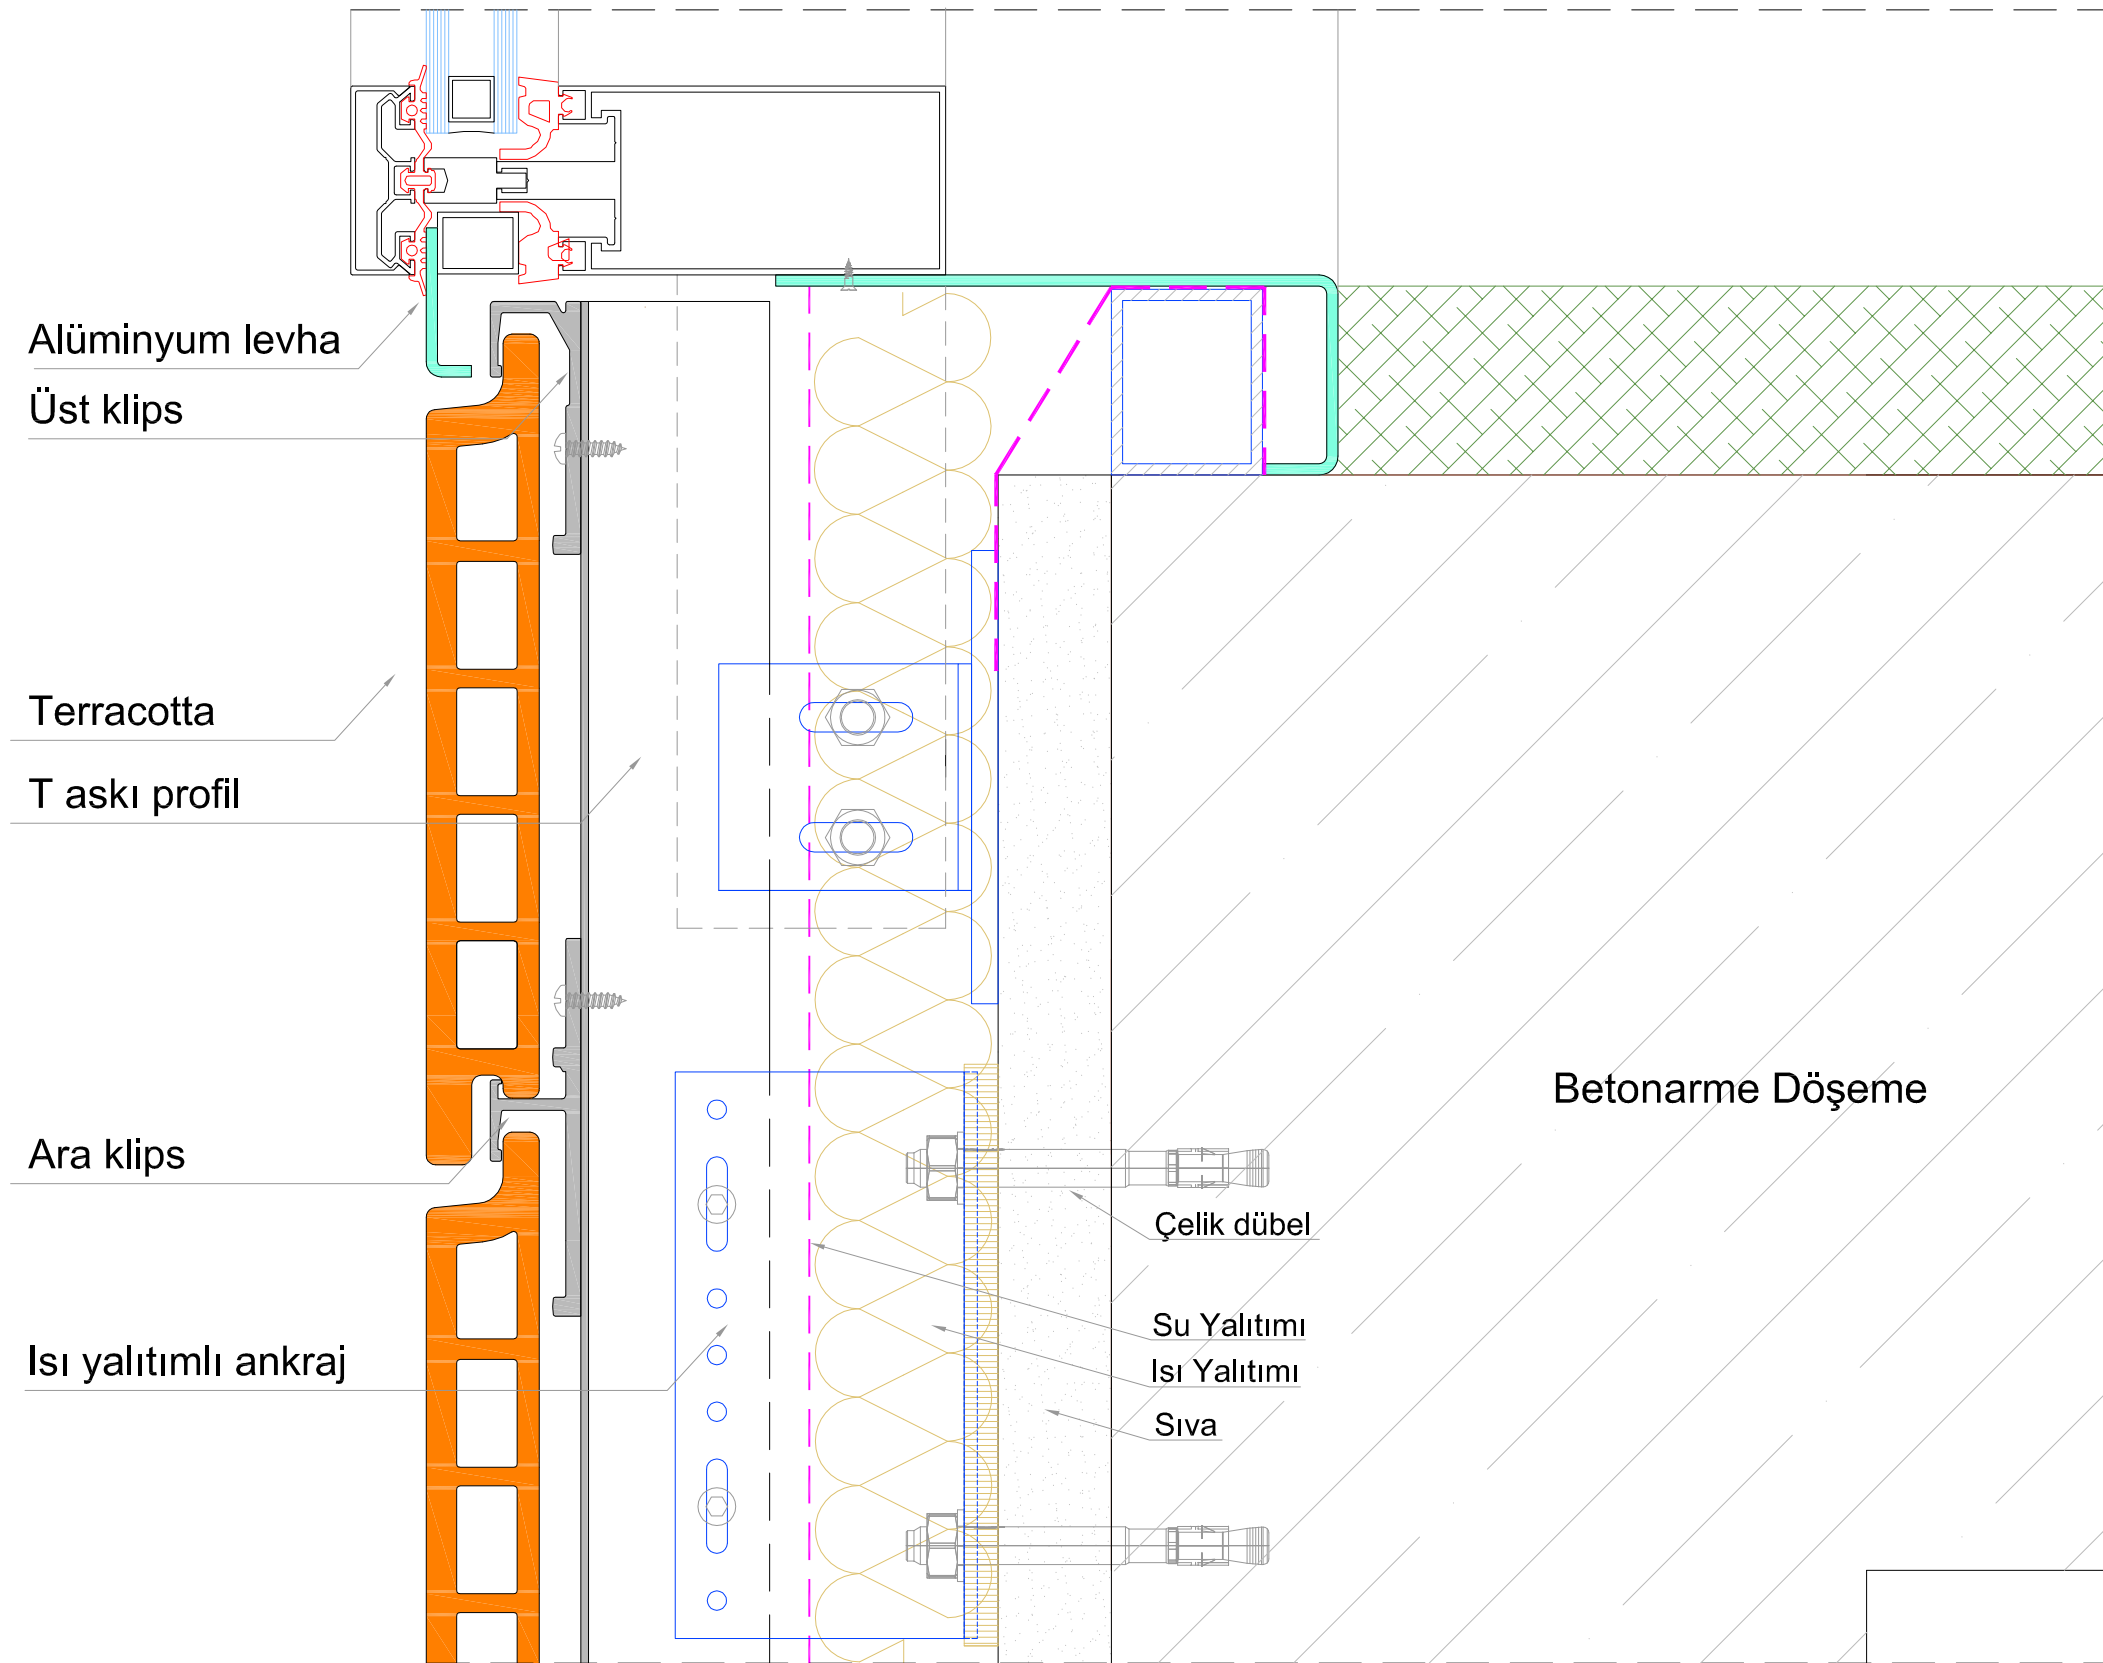 Alüminyum levha
Üst klips
Terracotta
T askı profil
Betonarme Döşeme
Ara klips
Çelik dübel
Su Yalıtımı
Isı yalıtımlı ankraj
Isı Yalıtımı
Sıva